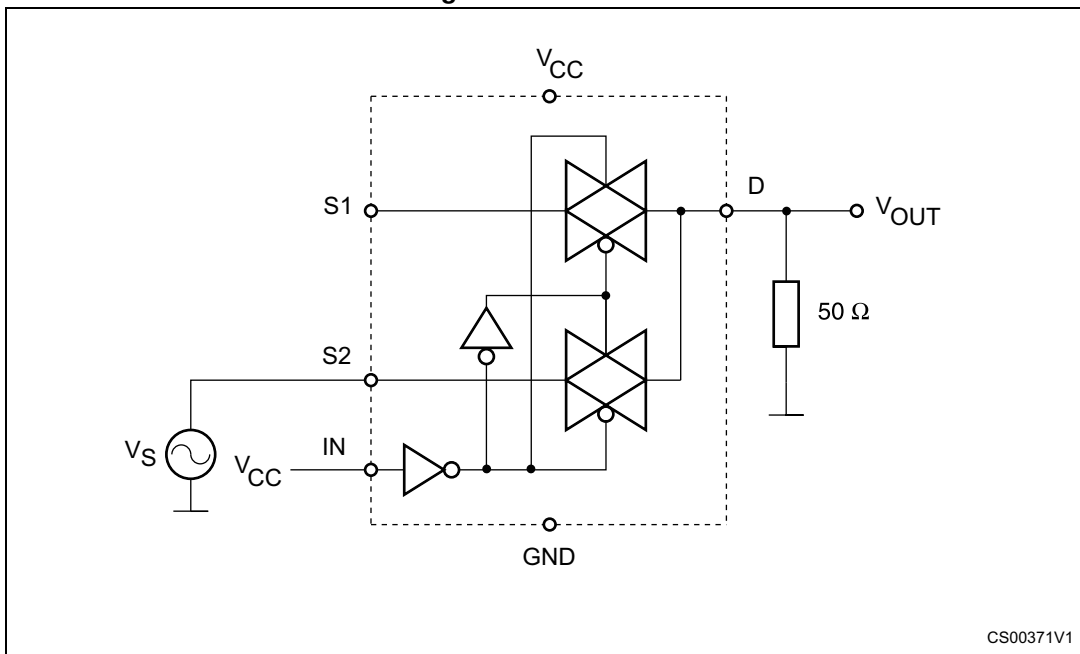 g
V_CC
S1
D
V_OUT
50 Ω
S2
IN
V_S
V_CC
GND
CS00371V1